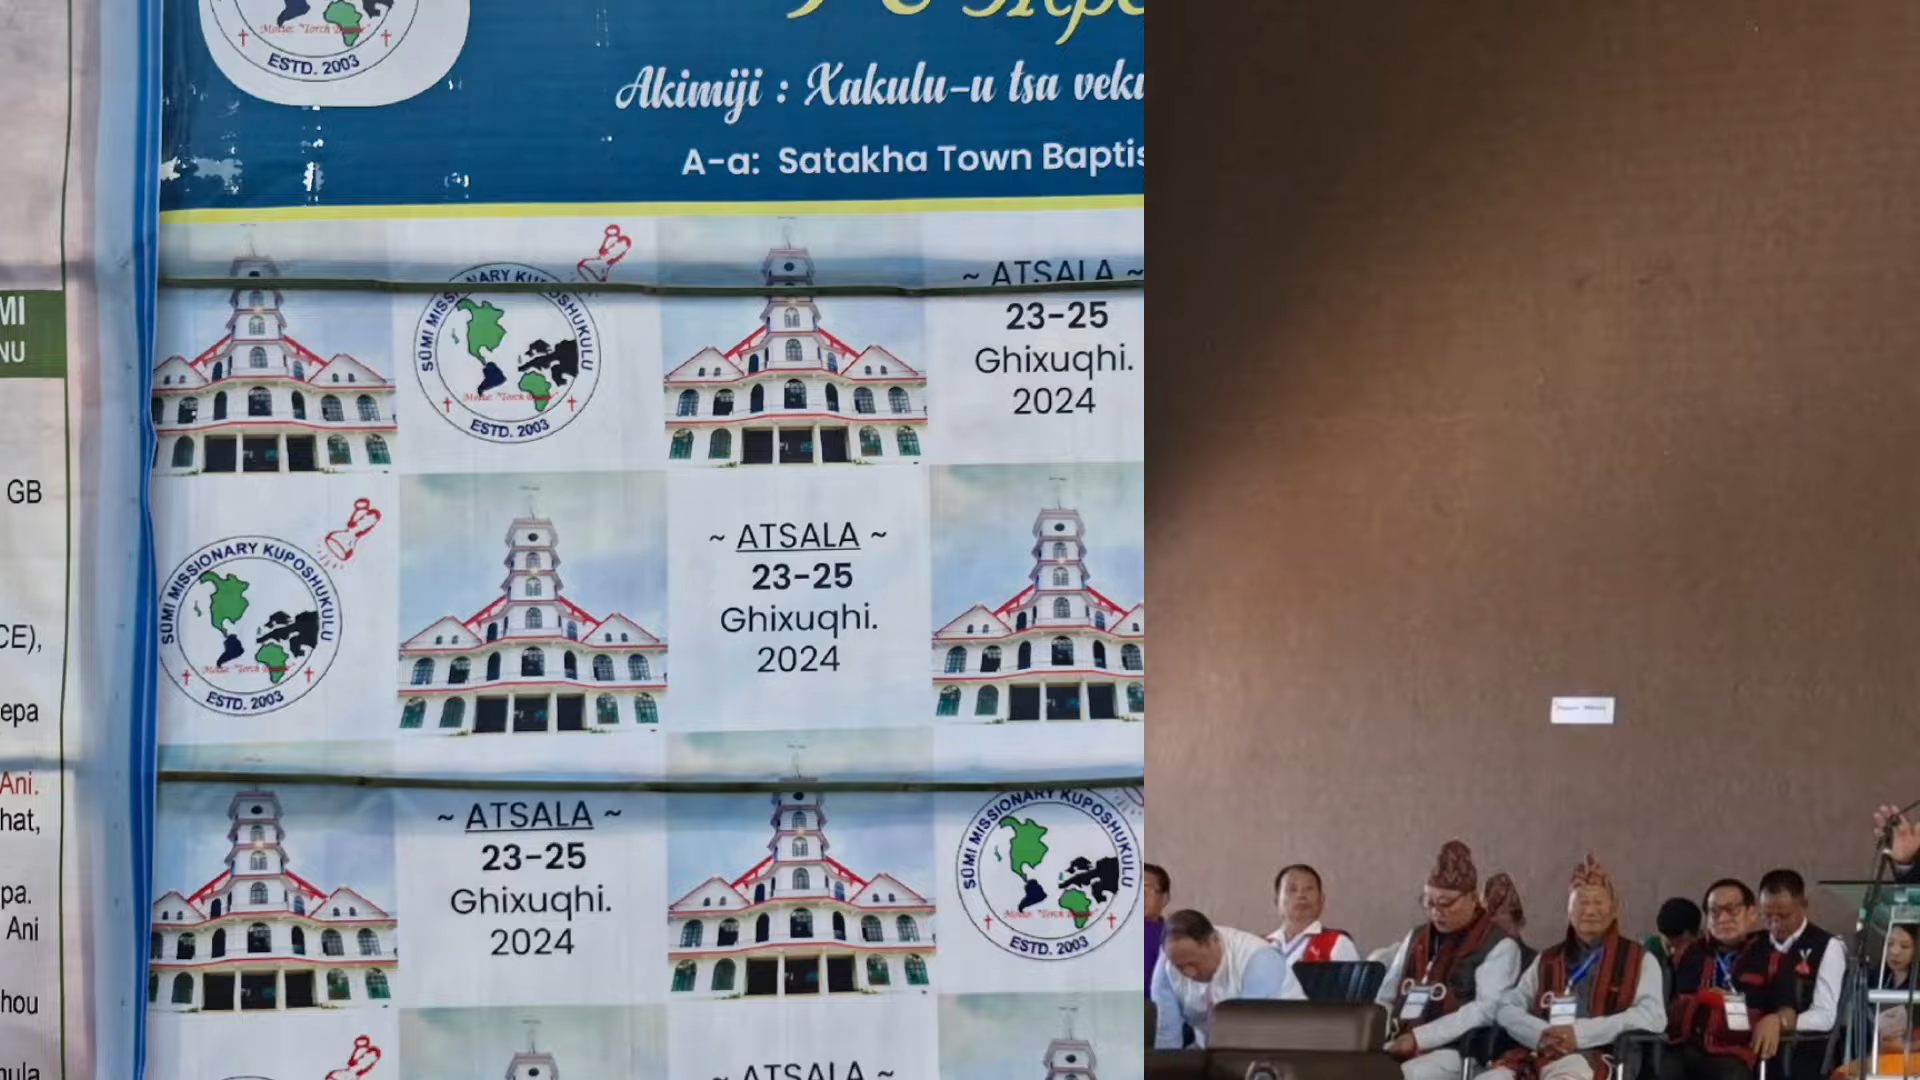 MI
NU
GB
CE),
epa
Ani.
hat,
pa.
Ani
hou
ula
ESTD. 2003
Akimiji : Xakulu-u tsa veku
A-a: Satakha Town Baptis
SÜMI MISSIONARY KUPOSHUKULU
ESTD. 2003
~ ATSALA ~
23-25
Ghixuqhi.
2024
SÜMI MISSIONARY KUPOSHUKULU
ESTD. 2003
~ ATSALA ~
23-25
Ghixuqhi.
2024
~ ATSALA ~
23-25
Ghixuqhi.
2024
SÜMI MISSIONARY KUPOSHUKULU
ESTD. 2003
~ ATSALA ~